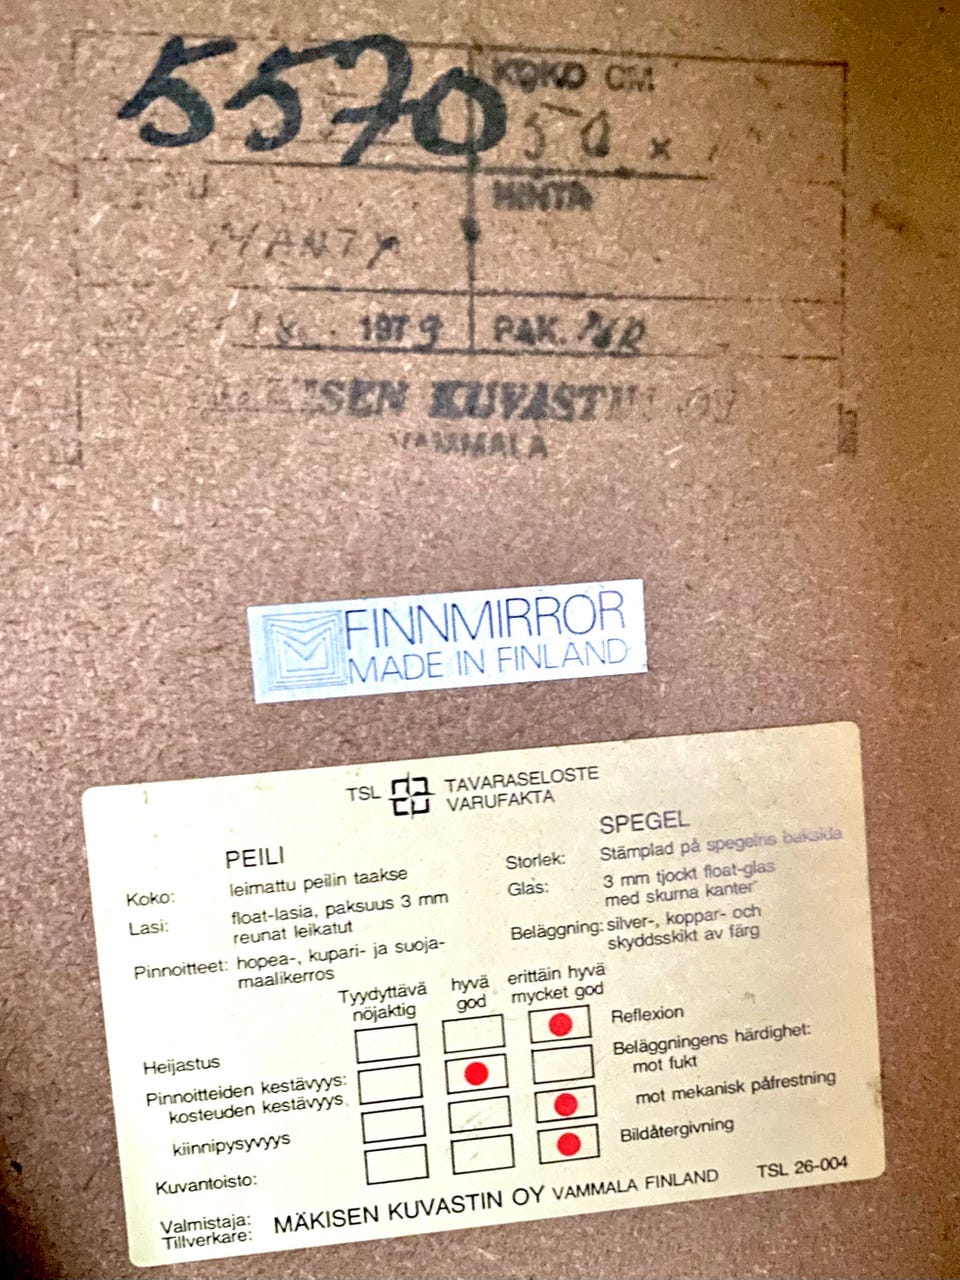 5570
KOKO CM.
50 x
HINTA
MÄNTY
1979 PAK.
KUVASTIN OY
VAMMALA
FINNMIRROR
MADE IN FINLAND
TSL TAVARASELOSTE
VARUFAKTA
PEILI
Koko: leimattu peilin taakse
Lasi: float-lasia, paksuus 3 mm
reunat leikatut
Pinnoitteet: hopea-, kupari- ja suoja-
maalikerros
SPEGEL
Storlek: Stämplad på spegelns baksida
Glas: 3 mm tjockt float-glas
med skurna kanter
Beläggning: silver-, koppar- och
skyddsskikt av färg
Tyydyttävä hyvä erittäin hyvä
nöjaktig god mycket god
Heijastus Reflexion
Pinnoitteiden kestävyys: Beläggningens härdighet:
kosteuden kestävyys mot fukt
kiinnipysyvyys mot mekanisk påfrestning
Kuvantoisto: Bildåtergivning
Valmistaja:
Tillverkare: MÄKISEN KUVASTIN OY VAMMALA FINLAND TSL 26-004